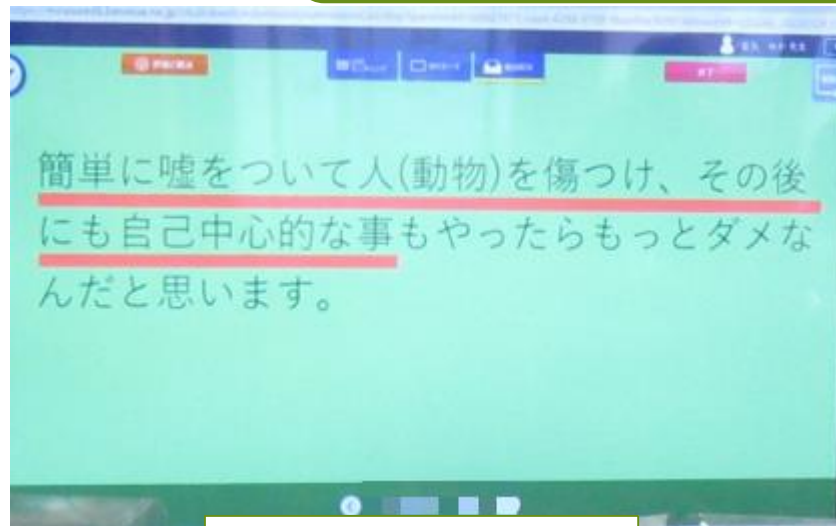 終了
簡単に嘘をついて人(動物)を傷つけ、その後
にも自己中心的な事もやったらもっとダメな
んだと思います。